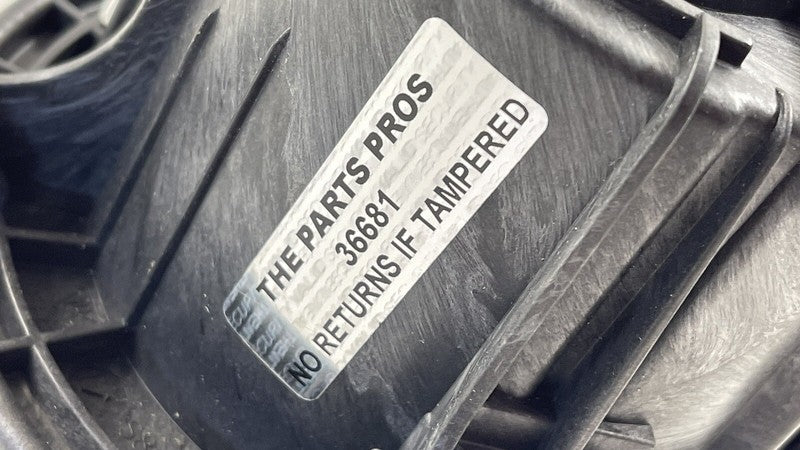 THE PARTS PROS
36681
NO RETURNS IF TAMPERED